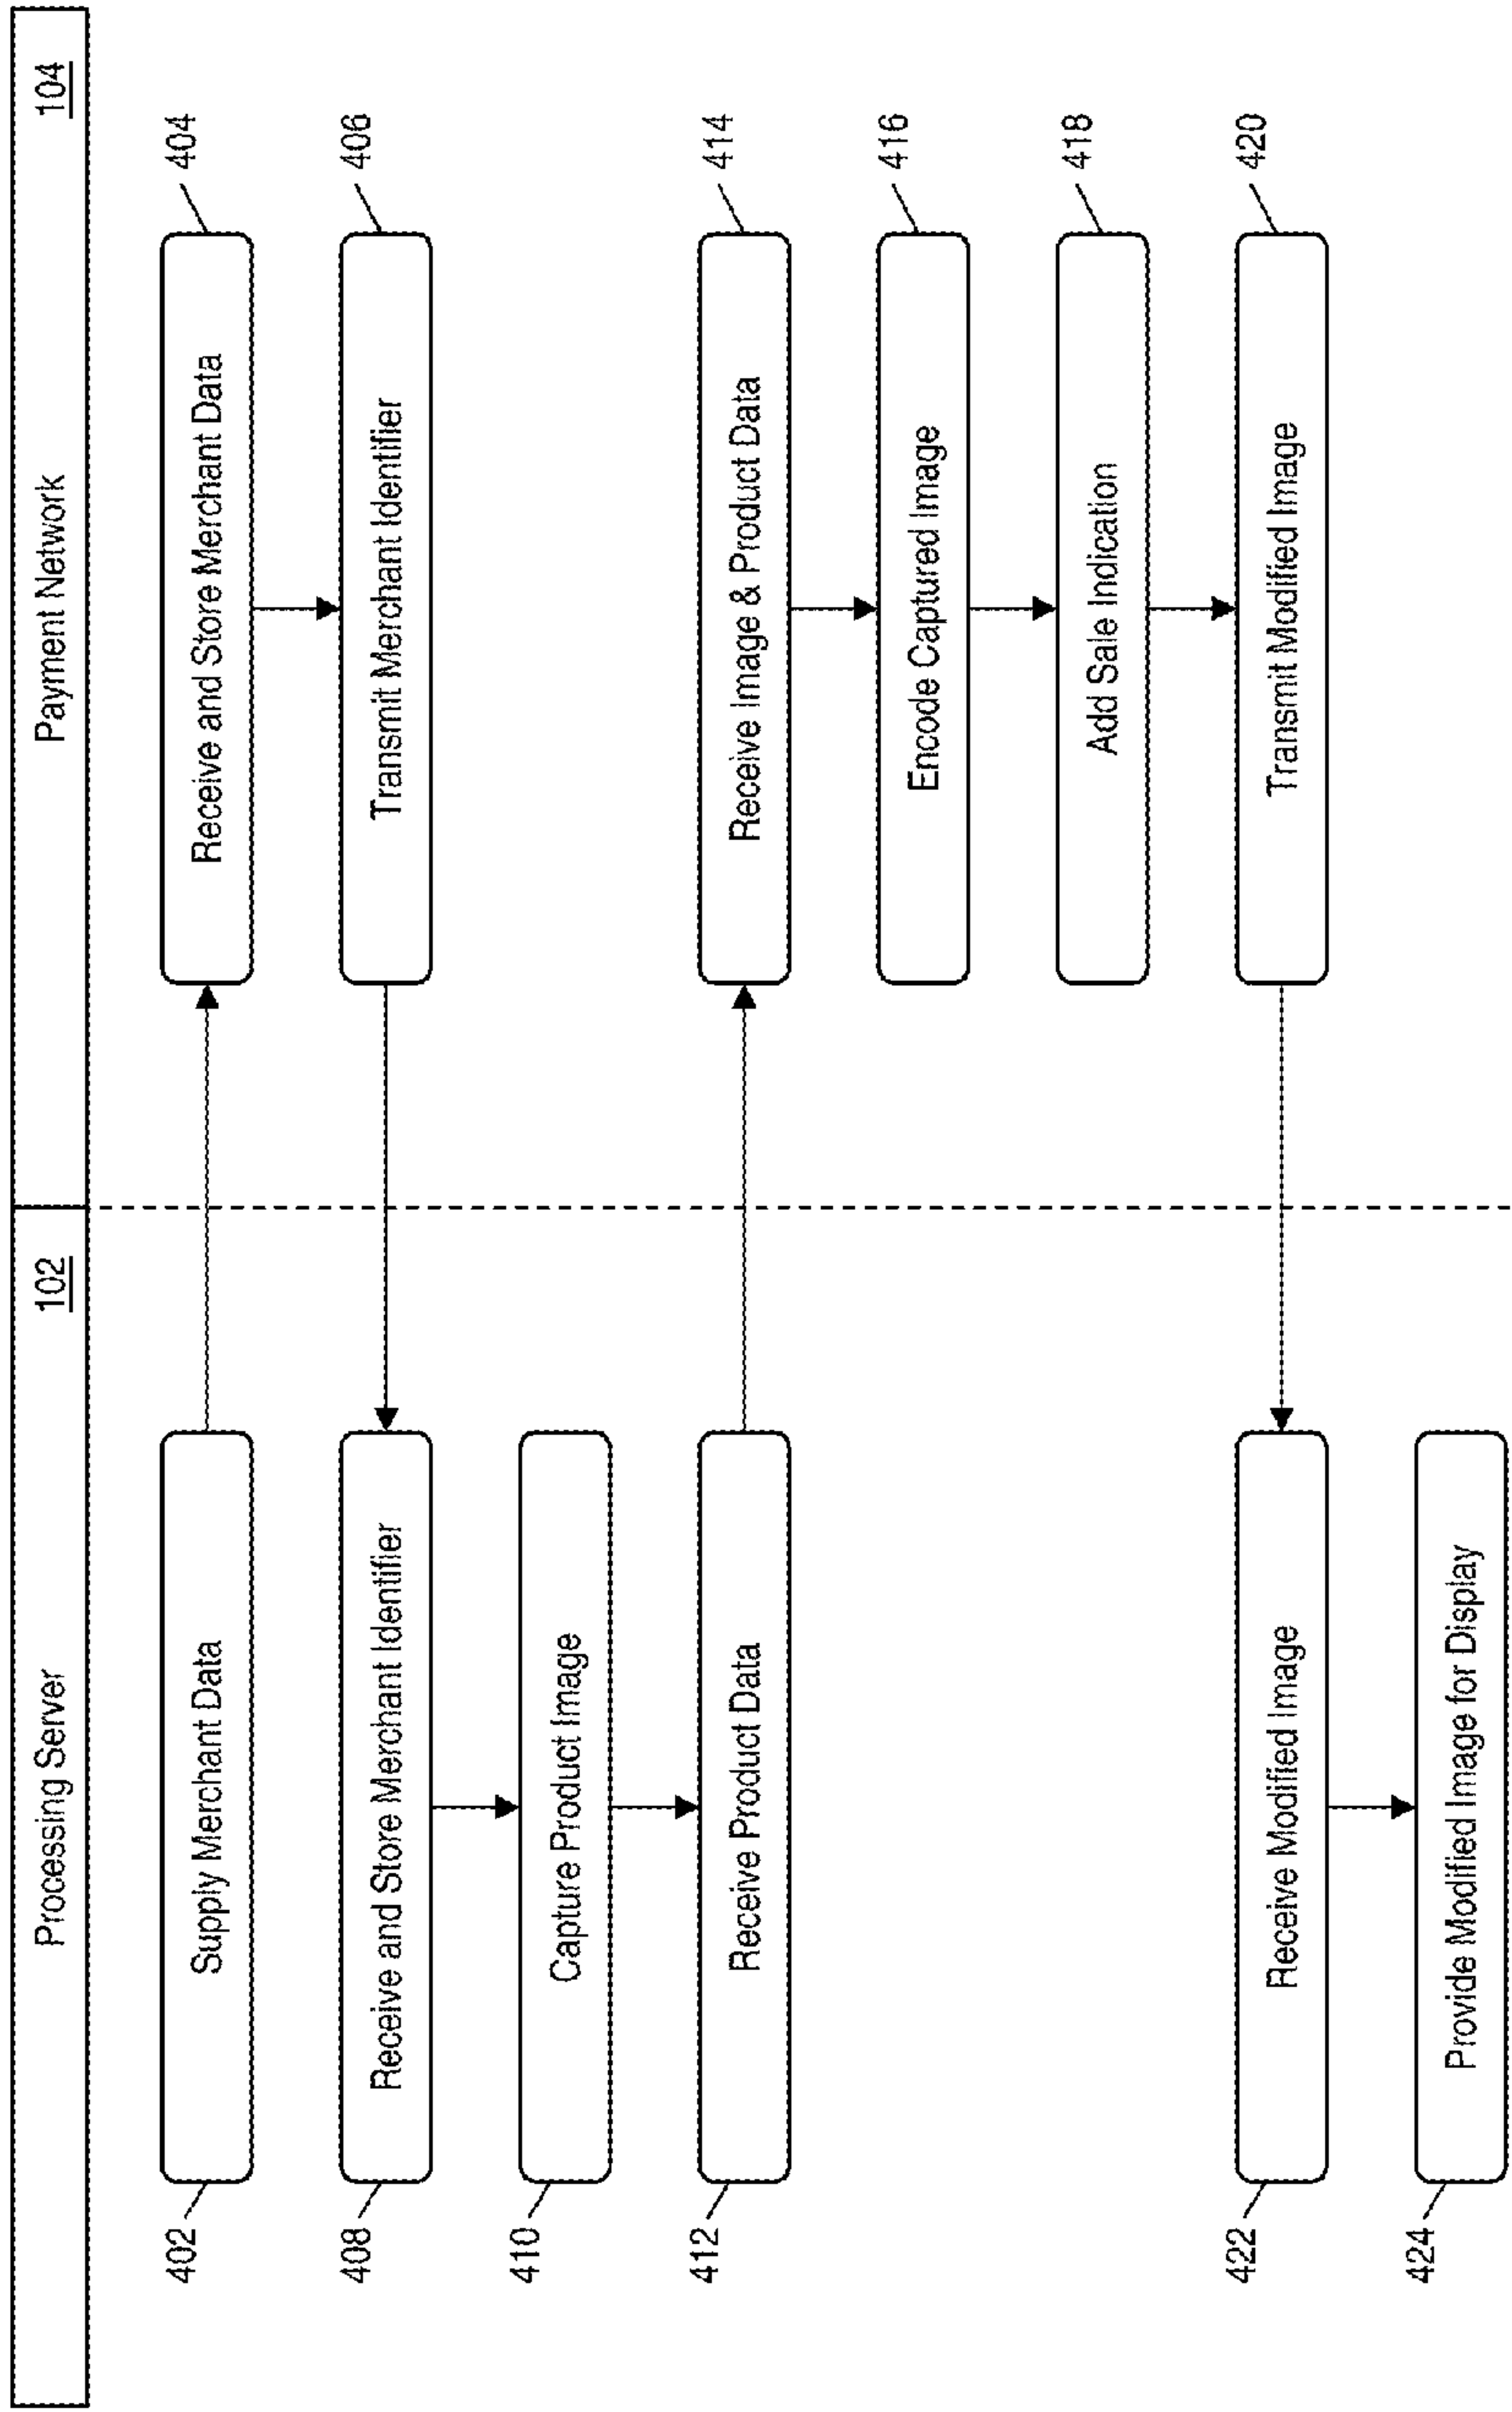 Processing Server 102
Payment Network 104
402
Supply Merchant Data
Receive and Store Merchant Data
404
Transmit Merchant Identifier
406
408
Receive and Store Merchant Identifier
410
Capture Product Image
412
Receive Product Data
Receive Image & Product Data
414
Encode Captured Image
416
Add Sale Indication
418
Transmit Modified Image
420
422
Receive Modified Image
424
Provide Modified Image for Display